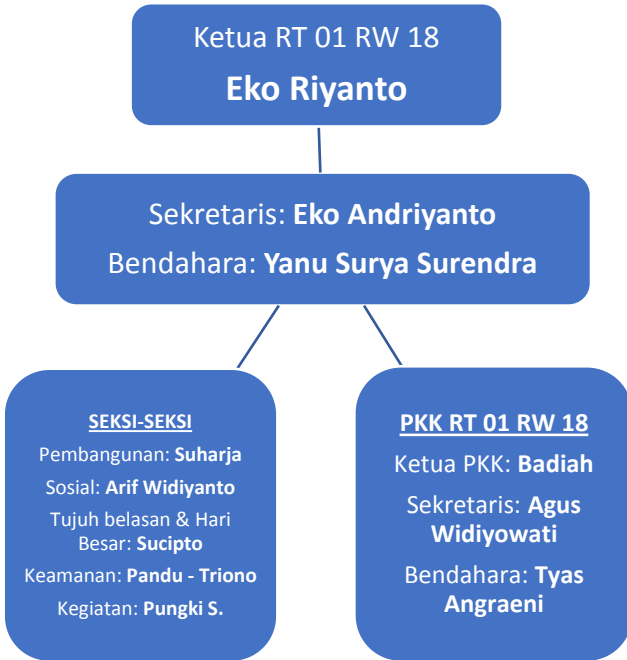 Ketua RT 01 RW 18
Eko Riyanto
Sekretaris: Eko Andriyanto
Bendahara: Yanu Surya Surendra
SEKSI-SEKSI
Pembangunan: Suharja
Sosial: Arif Widiyanto
Tujuh belasan & Hari
Besar: Sucipto
Keamanan: Pandu - Triono
Kegiatan: Pungki S.
PKK RT 01 RW 18
Ketua PKK: Badiah
Sekretaris: Agus
Widiyowati
Bendahara: Tyas
Angraeni